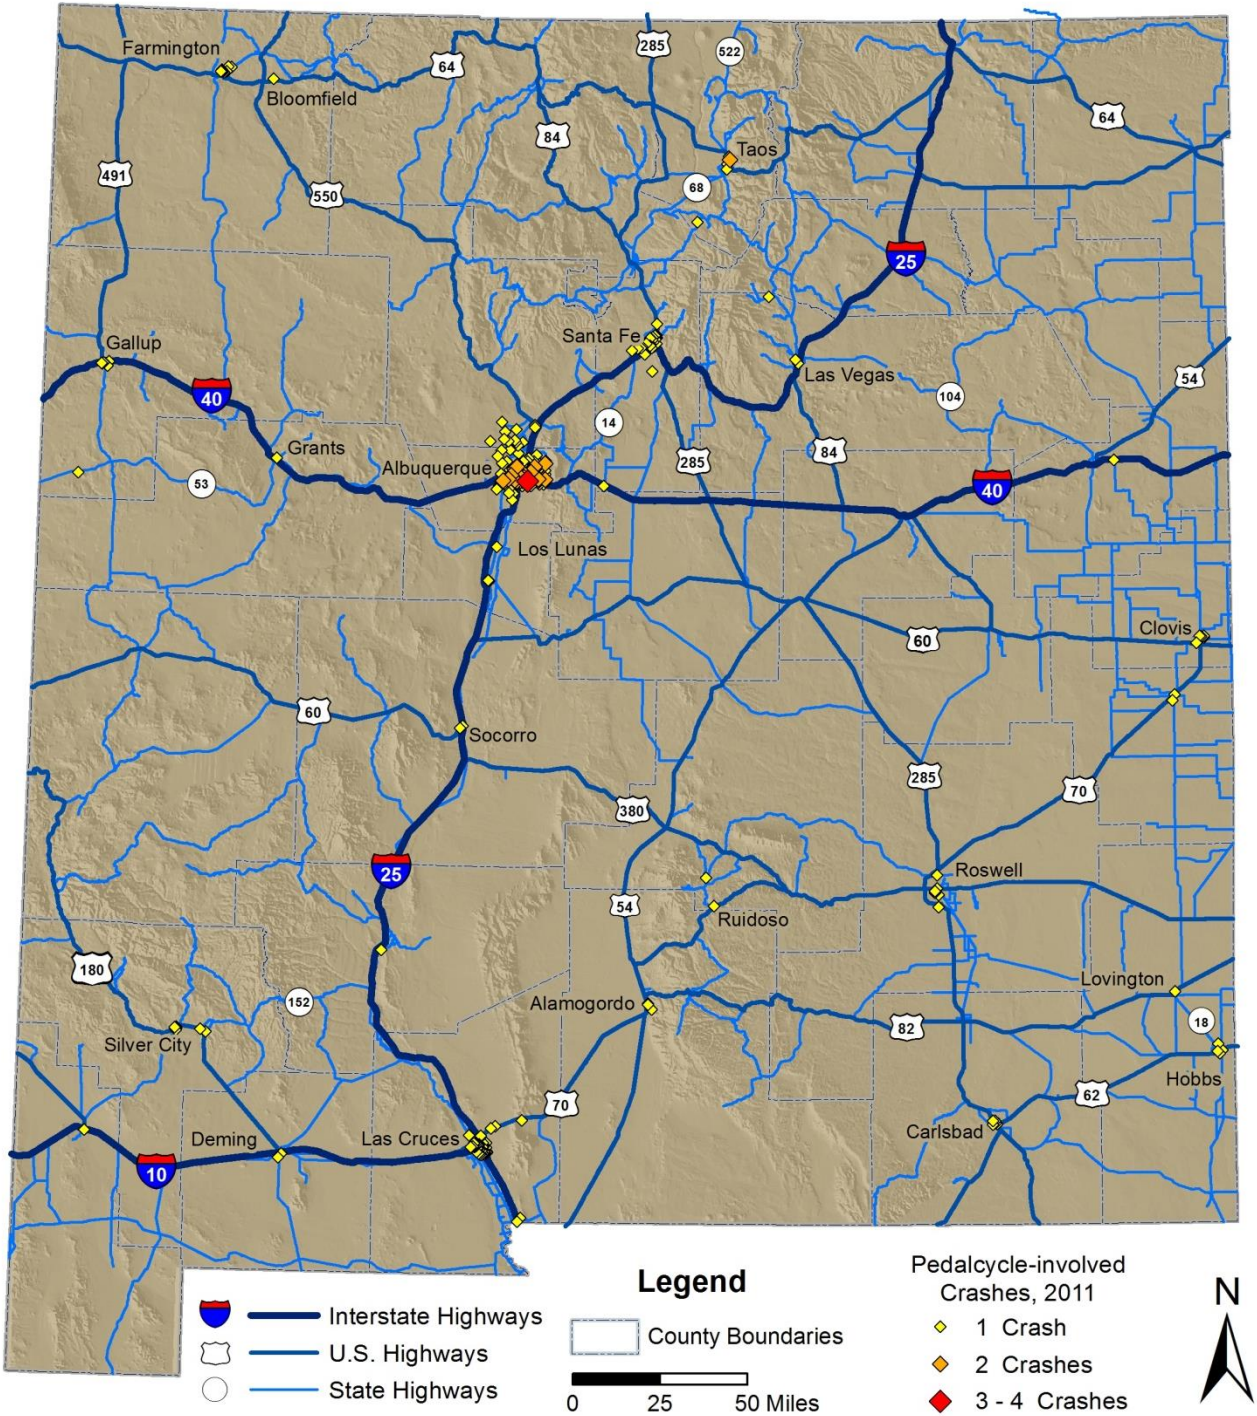 Farmington
285
522
64
Bloomfield
64
84
Taos
491
68
550
25
Santa Fe
Gallup
Las Vegas
54
40
104
14
Grants
84
285
Albuquerque
53
40
Los Lunas
60
Clovis
60
Socorro
285
70
380
25
Roswell
54
Ruidoso
180
Lovington
152
Alamogordo
18
82
Silver City
Hobbs
62
70
Deming
Las Cruces
Carlsbad
10
Legend
Interstate Highways
U.S. Highways
State Highways
County Boundaries
0 25 50 Miles
Pedalcycle-involved
Crashes, 2011
1 Crash
2 Crashes
3 - 4 Crashes
N